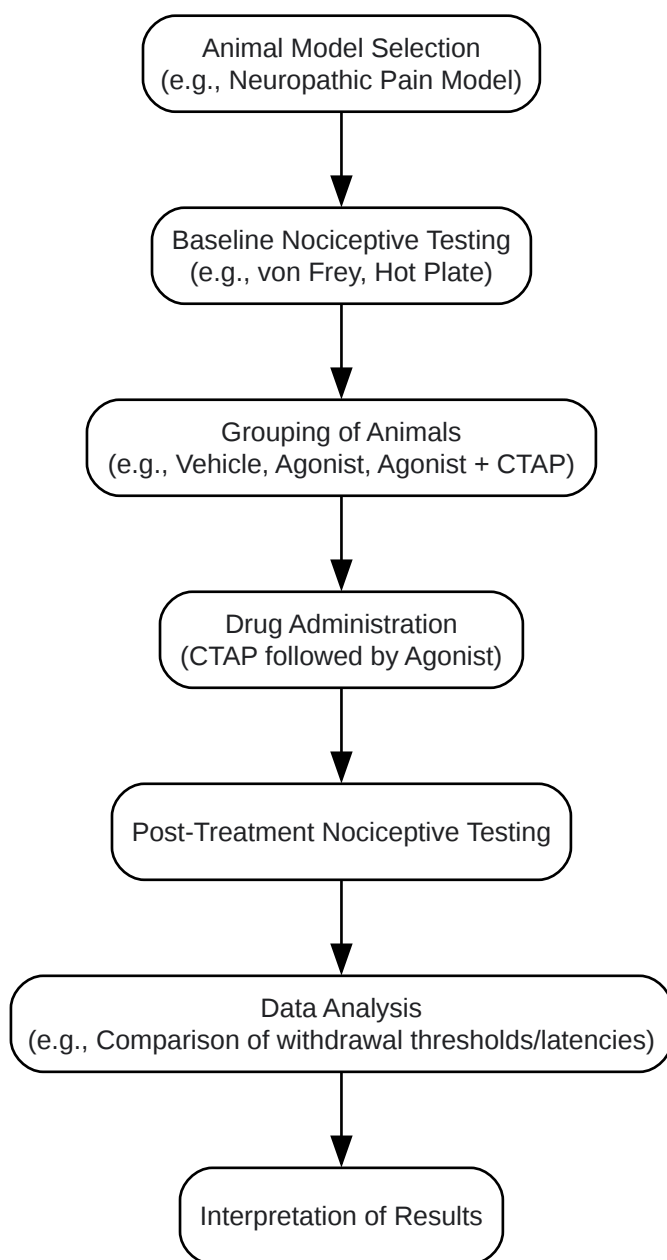 Animal Model Selection
(e.g., Neuropathic Pain Model)
Baseline Nociceptive Testing
(e.g., von Frey, Hot Plate)
Grouping of Animals
(e.g., Vehicle, Agonist, Agonist + CTAP)
Drug Administration
(CTAP followed by Agonist)
Post-Treatment Nociceptive Testing
Data Analysis
(e.g., Comparison of withdrawal thresholds/latencies)
Interpretation of Results